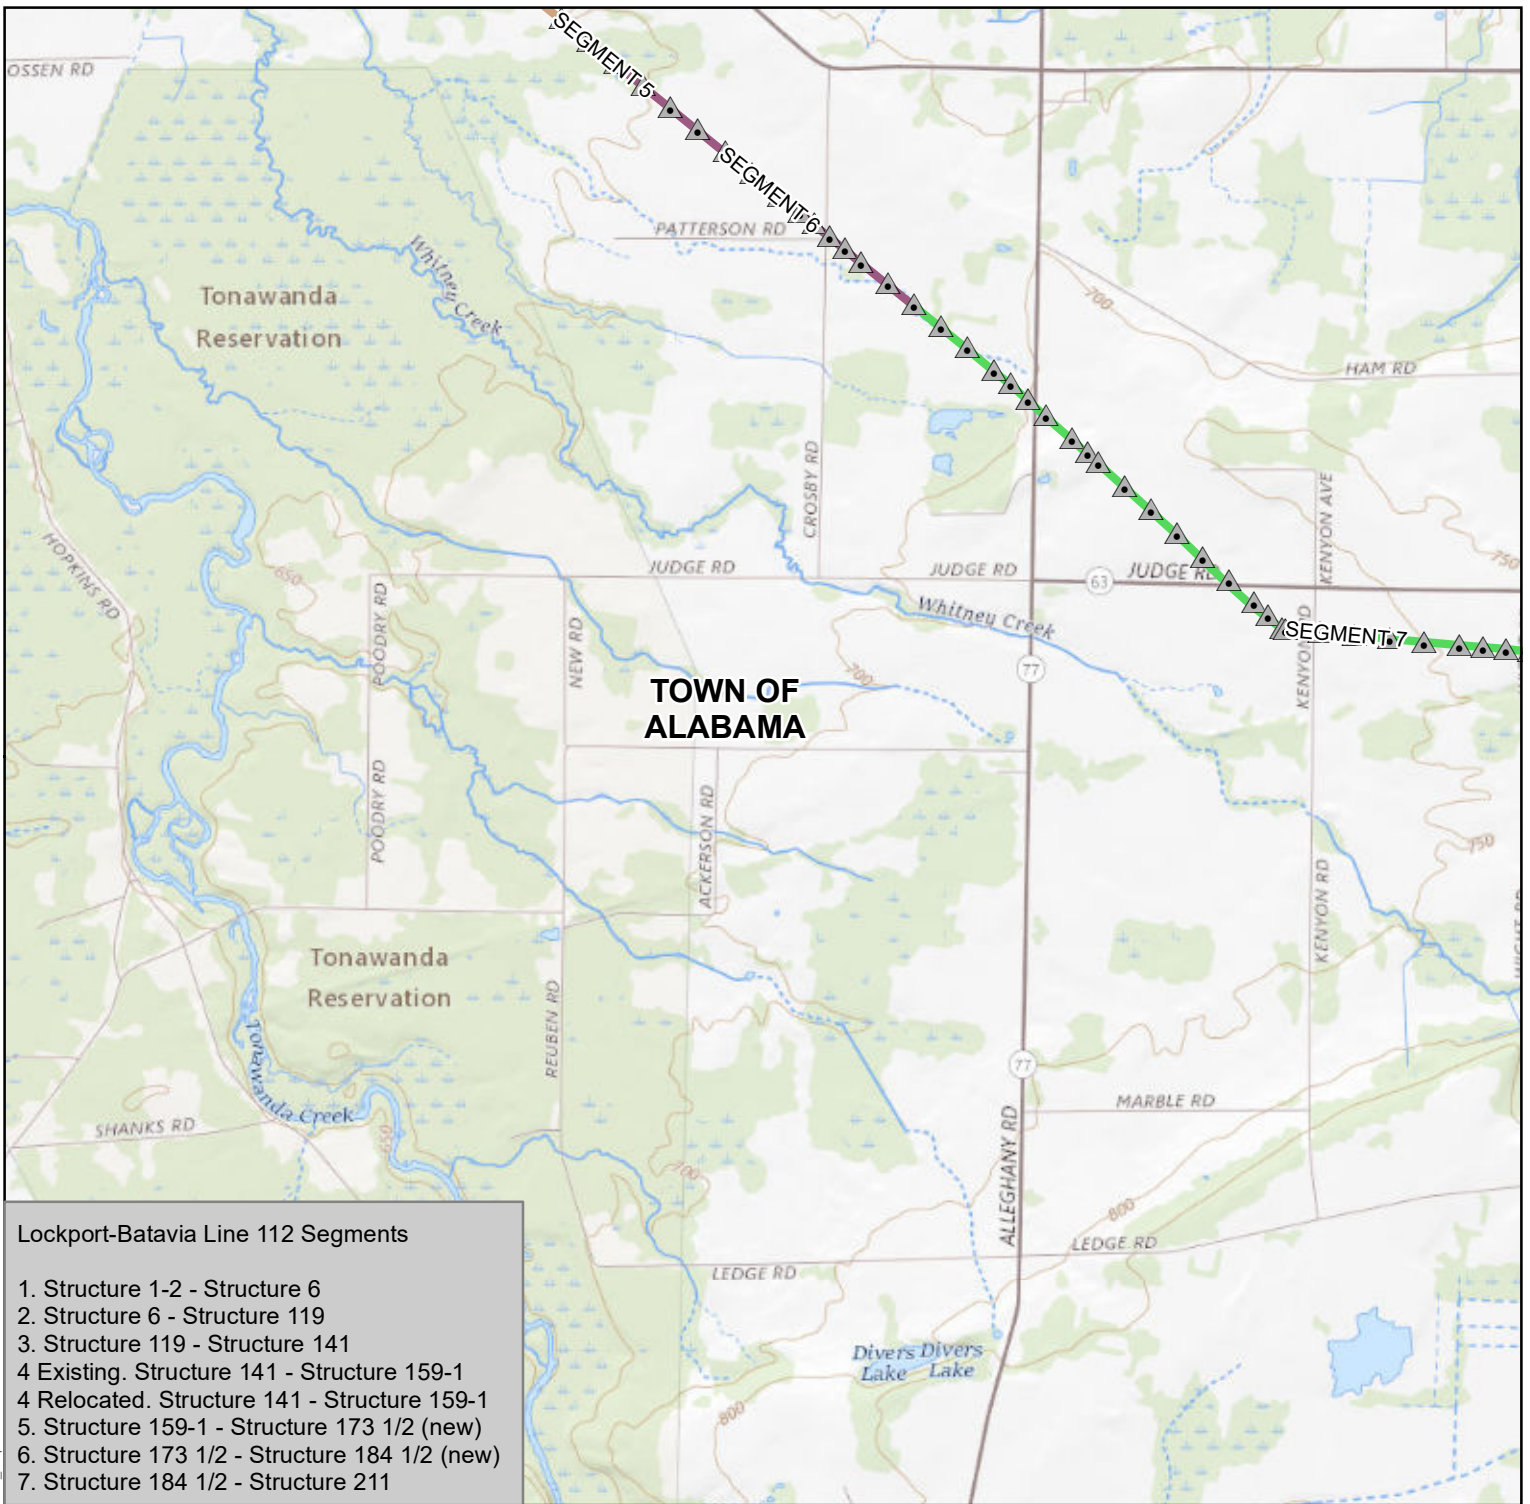 SEGMENT 5
OSSEN RD
SEGMENT 6
PATTERSON RD
Whitney Creek
Tonawanda
Reservation
700
HAM RD
CROSBY RD
KENYON AVE
750
HOPKINS RD
650
JUDGE RD
JUDGE RD
63
JUDGE RD
POODRY RD
NEW RD
Whitney Creek
KENYON RD
SEGMENT 7
77
700
TOWN OF
ALABAMA
POODRY RD
ACKERSON RD
750
KENYON RD
Tonawanda
Reservation
REUBEN RD
Tonawanda Creek
77
MARBLE RD
SHANKS RD
650
700
ALLEGHANY RD
800
LEDGE RD
LEDGE RD
Divers Divers
Lake Lake
800
Lockport-Batavia Line 112 Segments
1. Structure 1-2 - Structure 6
2. Structure 6 - Structure 119
3. Structure 119 - Structure 141
4 Existing. Structure 141 - Structure 159-1
4 Relocated. Structure 141 - Structure 159-1
5. Structure 159-1 - Structure 173 1/2 (new)
6. Structure 173 1/2 - Structure 184 1/2 (new)
7. Structure 184 1/2 - Structure 211